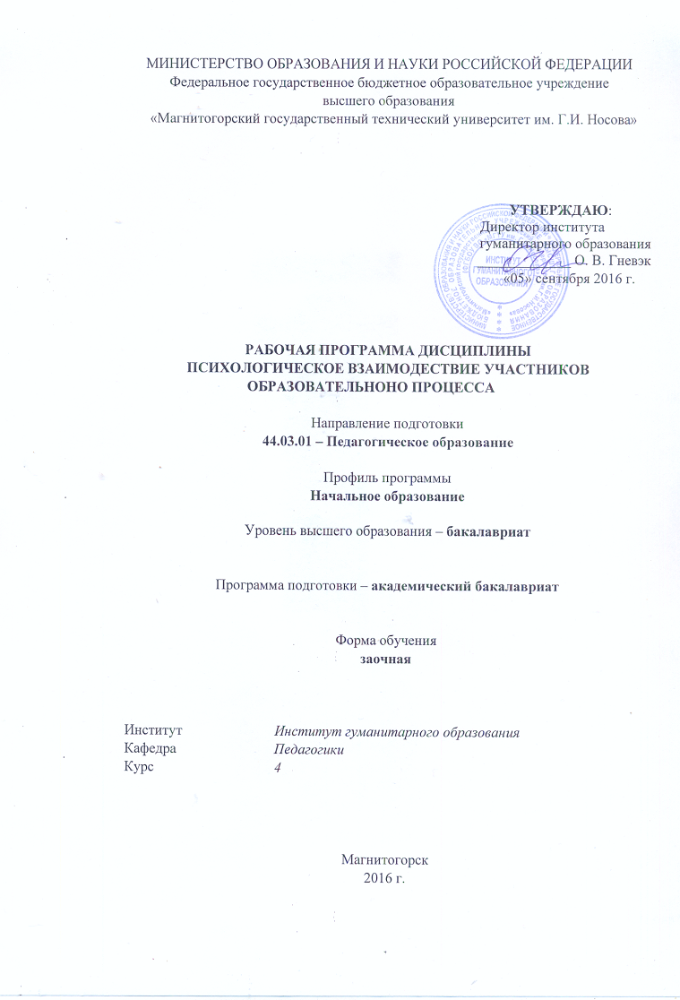 МИНИСТЕРСТВО ОБРАЗОВАНИЯ И НАУКИ РОССИЙСКОЙ ФЕДЕРАЦИИ
Федеральное государственное бюджетное образовательное учреждение
высшего образования
«Магнитогорский государственный технический университет им. Г.И. Носова»
УТВЕРЖДАЮ:
Директор института
гуманитарного образования
О. В. Гневэк
«05» сентября 2016 г.
ИНСТИТУТ
ГУМАНИТАРНОГО
ОБРАЗОВАНИЯ
РАБОЧАЯ ПРОГРАММА ДИСЦИПЛИНЫ
ПСИХОЛОГИЧЕСКОЕ ВЗАИМОДЕСТВИЕ УЧАСТНИКОВ
ОБРАЗОВАТЕЛЬНОНО ПРОЦЕССА
Направление подготовки
44.03.01 – Педагогическое образование
Профиль программы
Начальное образование
Уровень высшего образования – бакалавриат
Программа подготовки – академический бакалавриат
Форма обучения
заочная
Институт Институт гуманитарного образования
Кафедра Педагогики
Курс 4
Магнитогорск
2016 г.